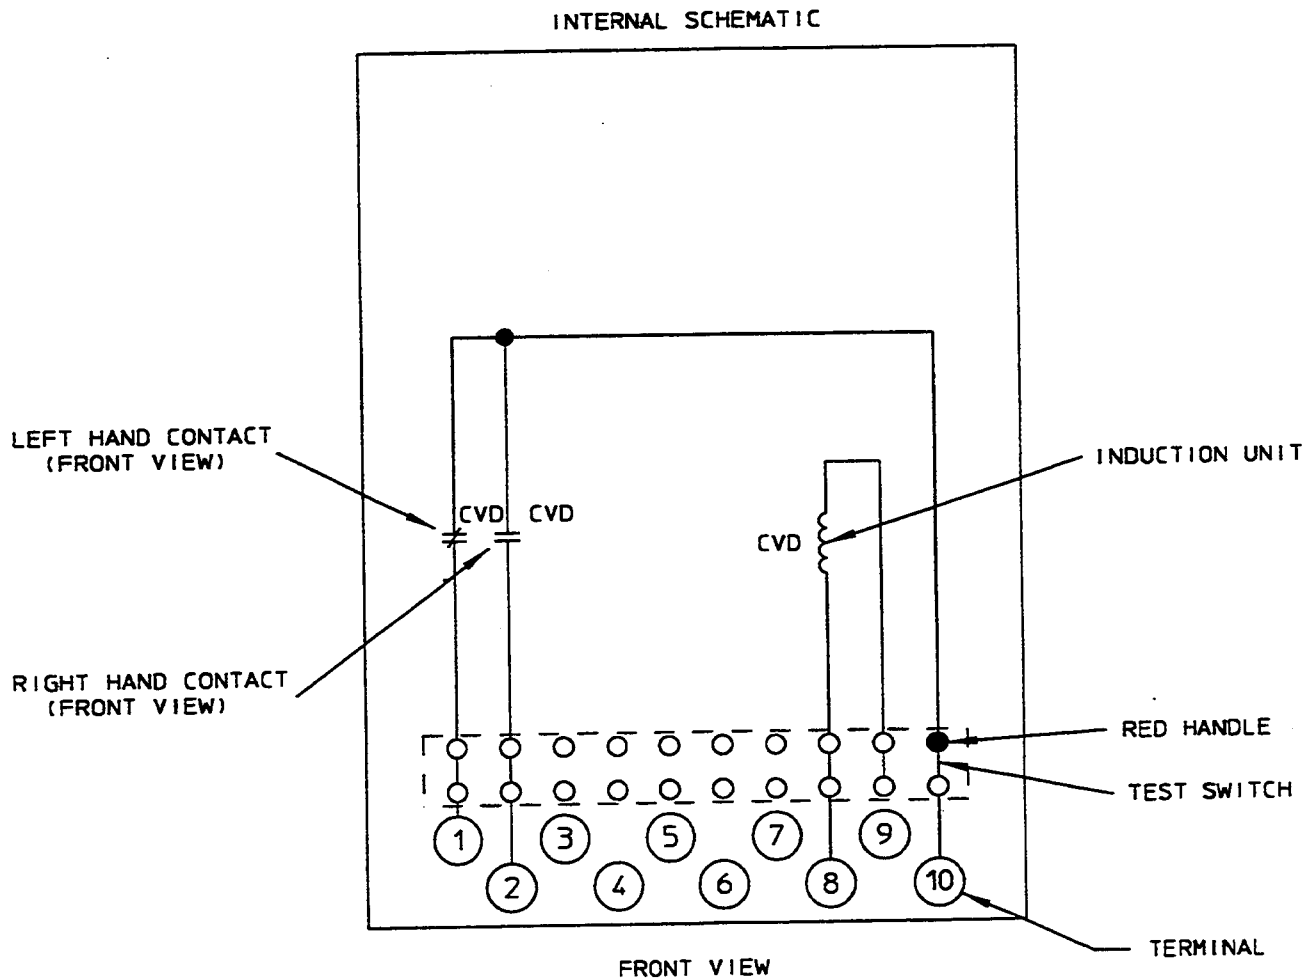 INTERNAL SCHEMATIC
LEFT HAND CONTACT
(FRONT VIEW)
CVD CVD
CVD
INDUCTION UNIT
RIGHT HAND CONTACT
(FRONT VIEW)
RED HANDLE
TEST SWITCH
1 3 5 7 9
2 4 6 8 10
TERMINAL
FRONT VIEW